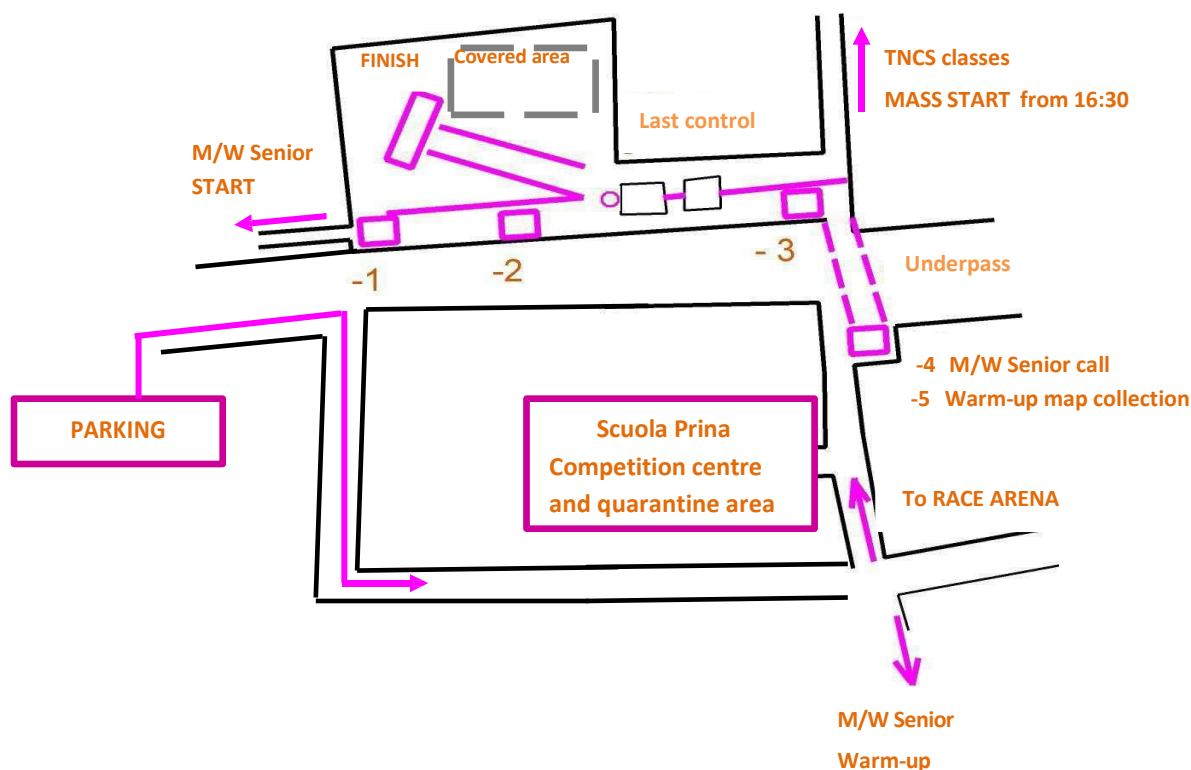 FINISH
Covered area
TNCS classes
MASS START from 16:30
Last control
M/W Senior
START
-1
-2
- 3
Underpass
-4 M/W Senior call
-5 Warm-up map collection
PARKING
Scuola Prina
Competition centre
and quarantine area
To RACE ARENA
M/W Senior
Warm-up